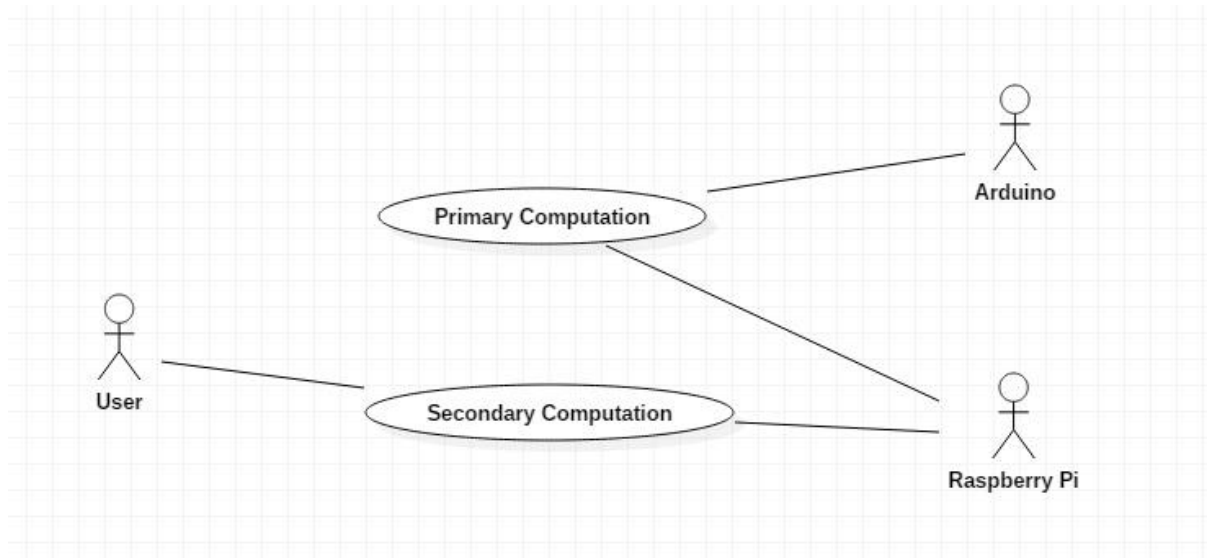 Arduino
Primary Computation
User
Secondary Computation
Raspberry Pi